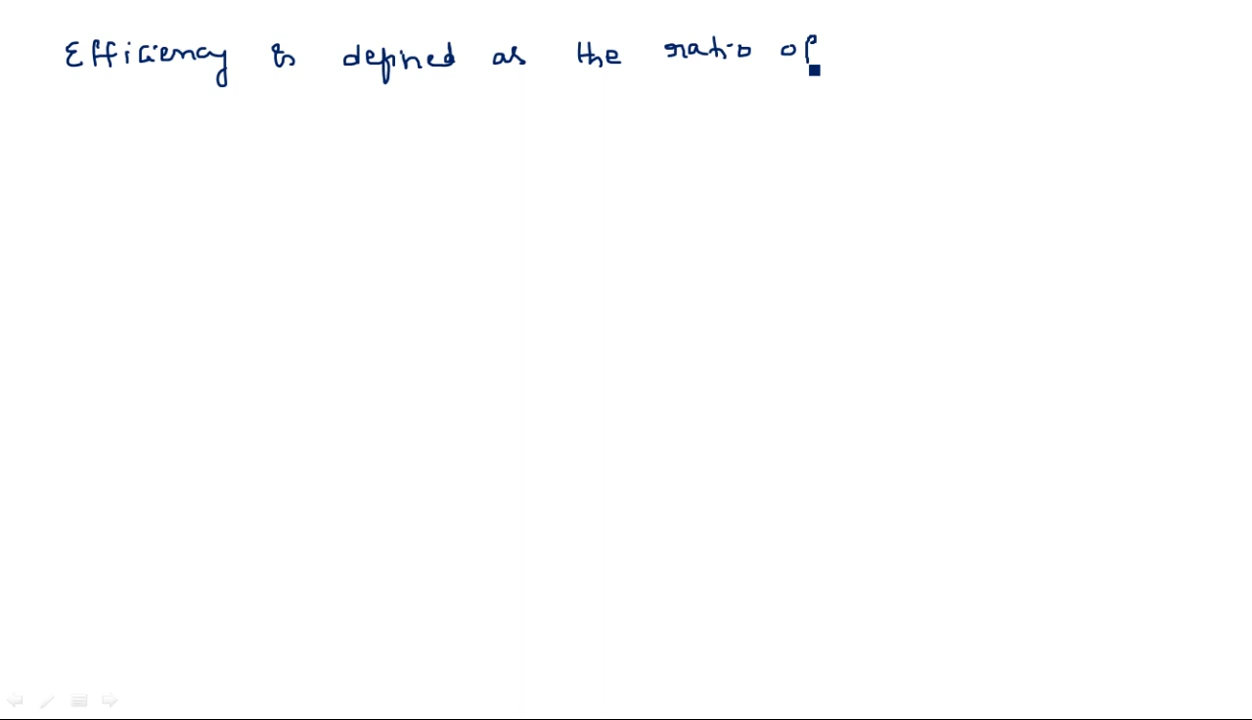 Efficiency is defined as the ratio of